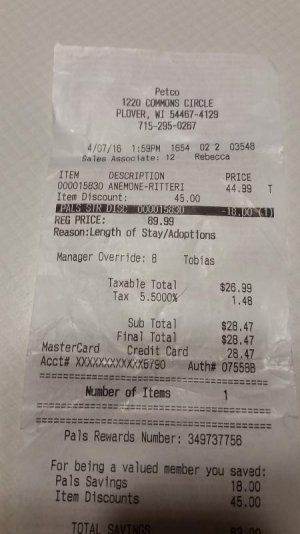 Petco
1220 COMMONS CIRCLE
PLOVER, WI 54467-4129
715-295-0267
4/07/16 1:59PM 1654 02 2 03548
Sales Associate: 12 Rebecca
ITEM DESCRIPTION PRICE
000015830 ANEMONE-RITTERI 44.99 T
Item Discount: 45.00
PALS STR DISC 000015830 -18.00 (1)
REG PRICE: 89.99
Reason:Length of Stay/Adoptions
Manager Override: 8 Tobias
Taxable Total $26.99
Tax 5.5000% 1.48
Sub Total $28.47
Final Total $28.47
MasterCard Credit Card 28.47
Acct# XXXXXXXXXXXX6790 Auth# 07558B
Number of Items 1
Pals Rewards Number: 349737756
For being a valued member you saved:
Pals Savings 18.00
Item Discounts 45.00
TOTAL SAVINGS